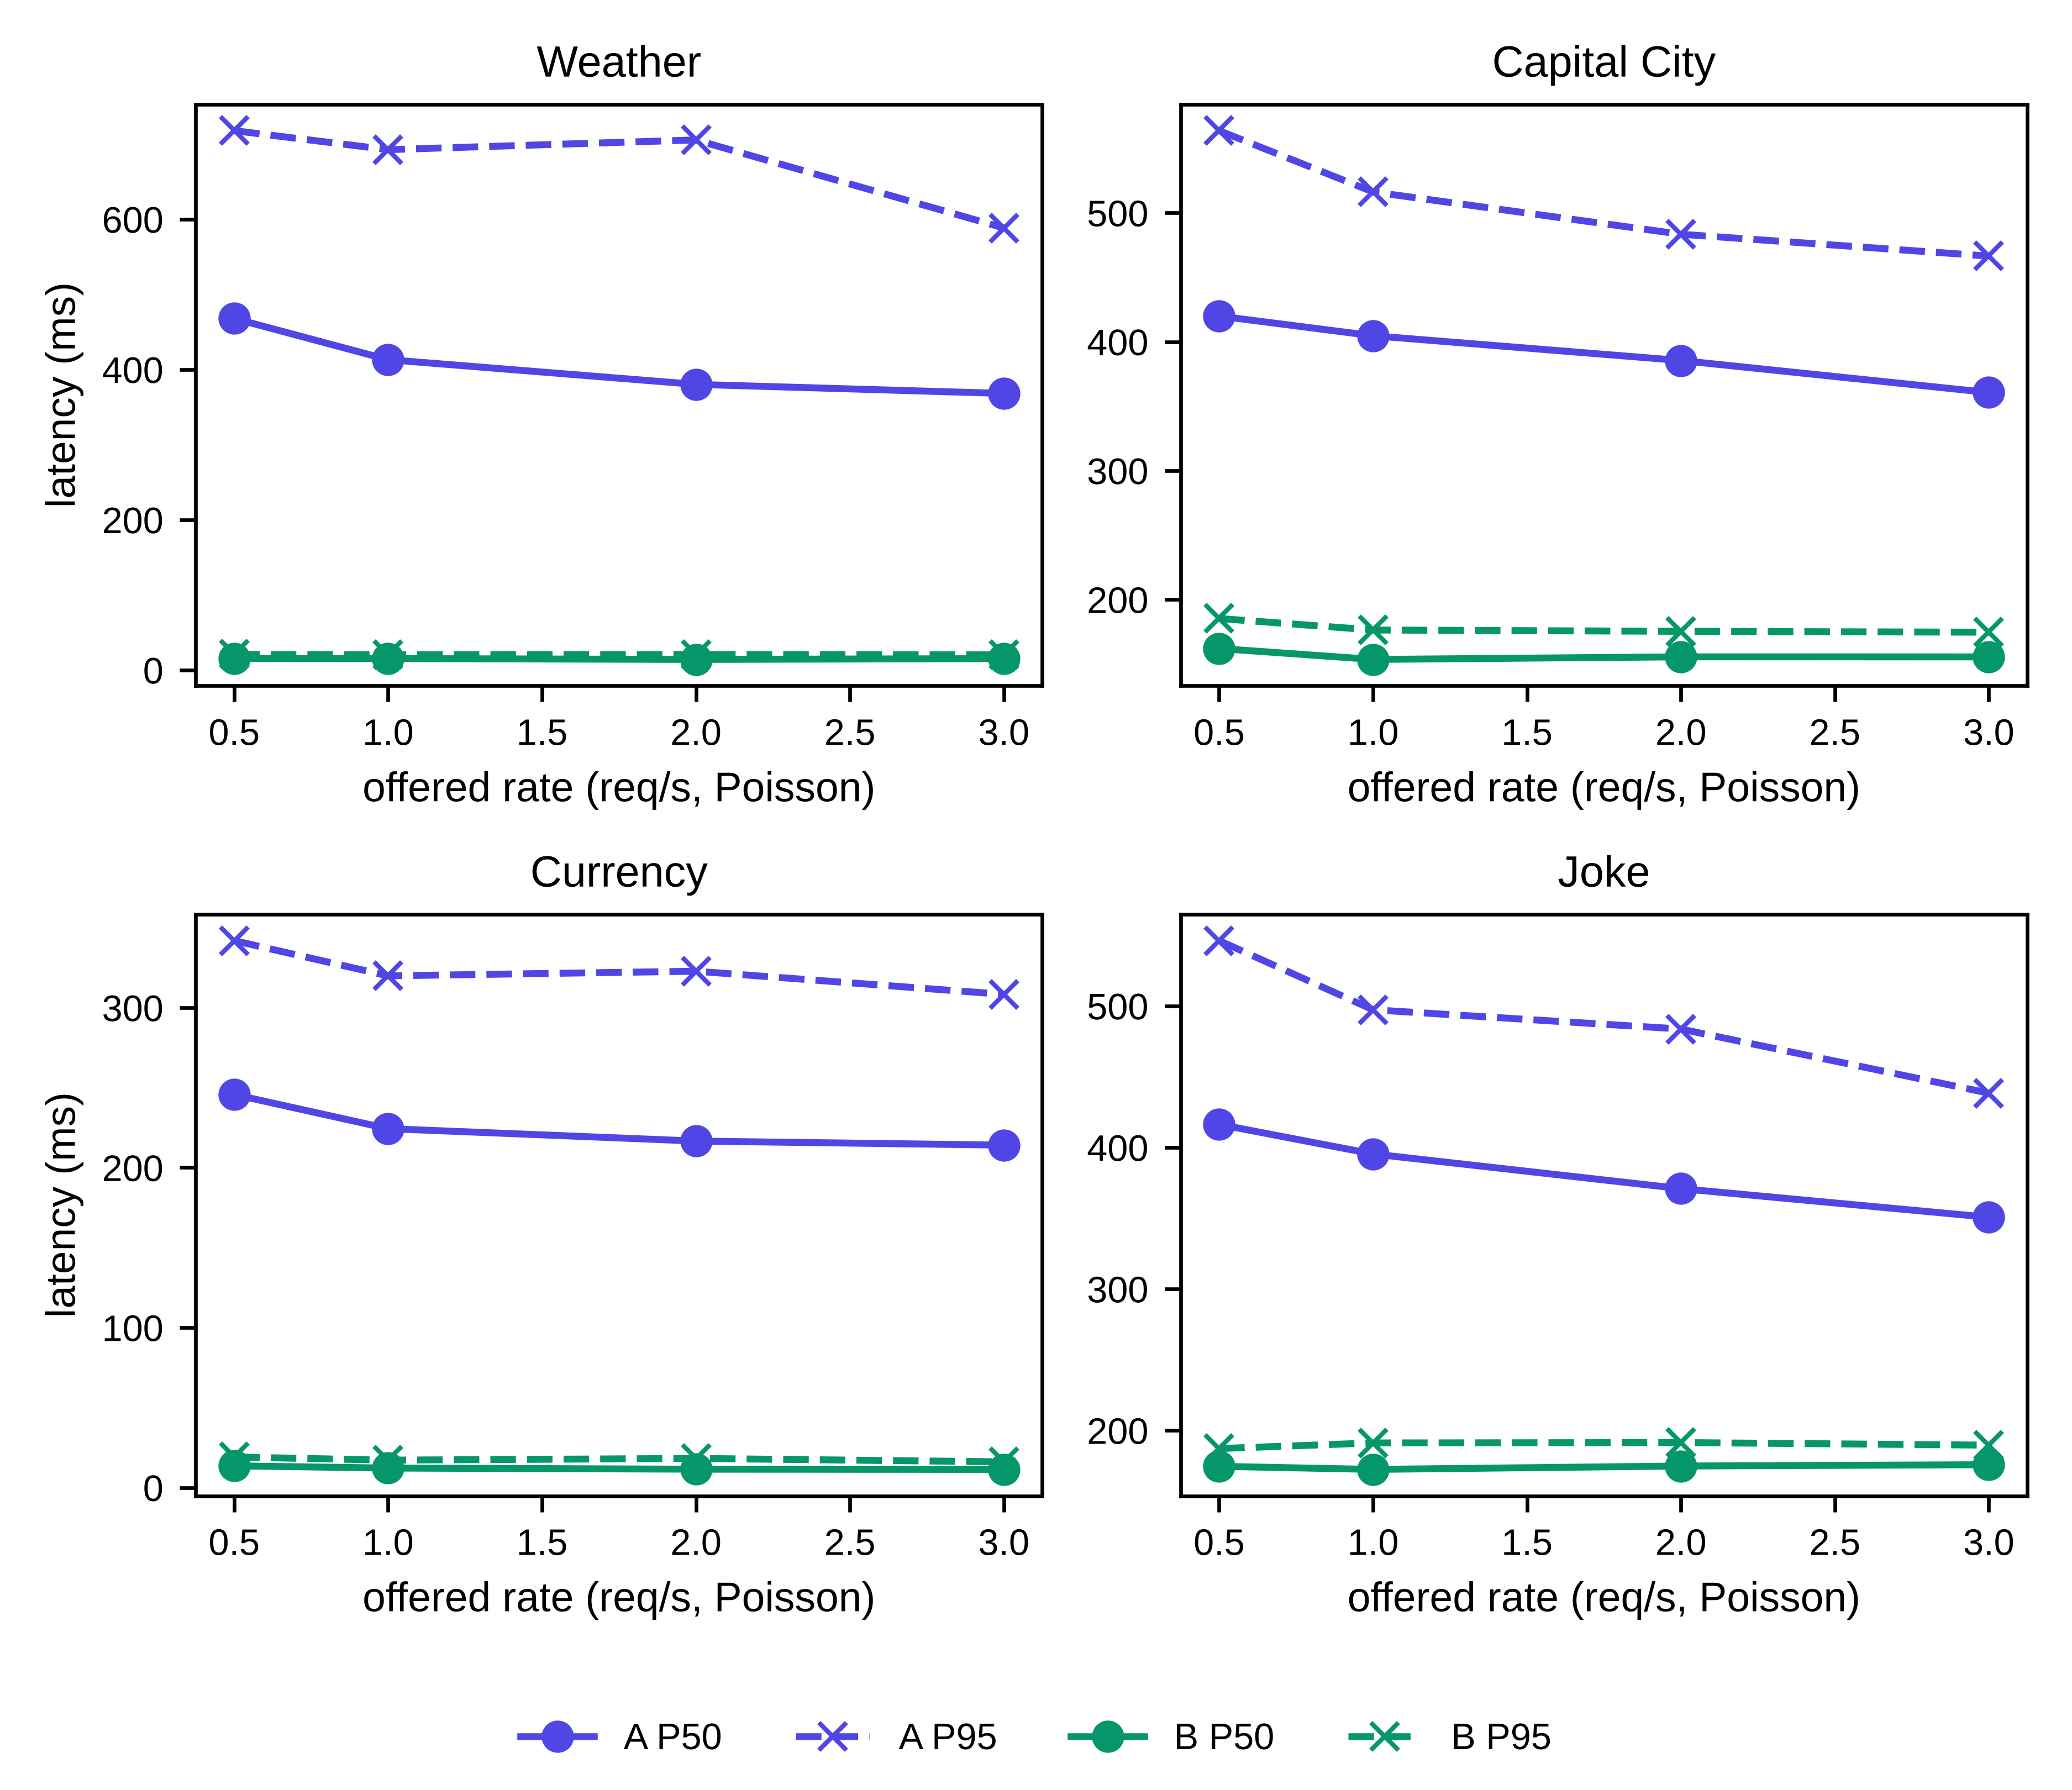 Weather
latency (ms)
600
400
200
0
0.5 1.0 1.5 2.0 2.5 3.0
offered rate (req/s, Poisson)
Capital City
500
400
300
200
0.5 1.0 1.5 2.0 2.5 3.0
offered rate (req/s, Poisson)
Currency
latency (ms)
300
200
100
0
0.5 1.0 1.5 2.0 2.5 3.0
offered rate (req/s, Poisson)
Joke
500
400
300
200
0.5 1.0 1.5 2.0 2.5 3.0
offered rate (req/s, Poisson)
A P50 A P95 B P50 B P95